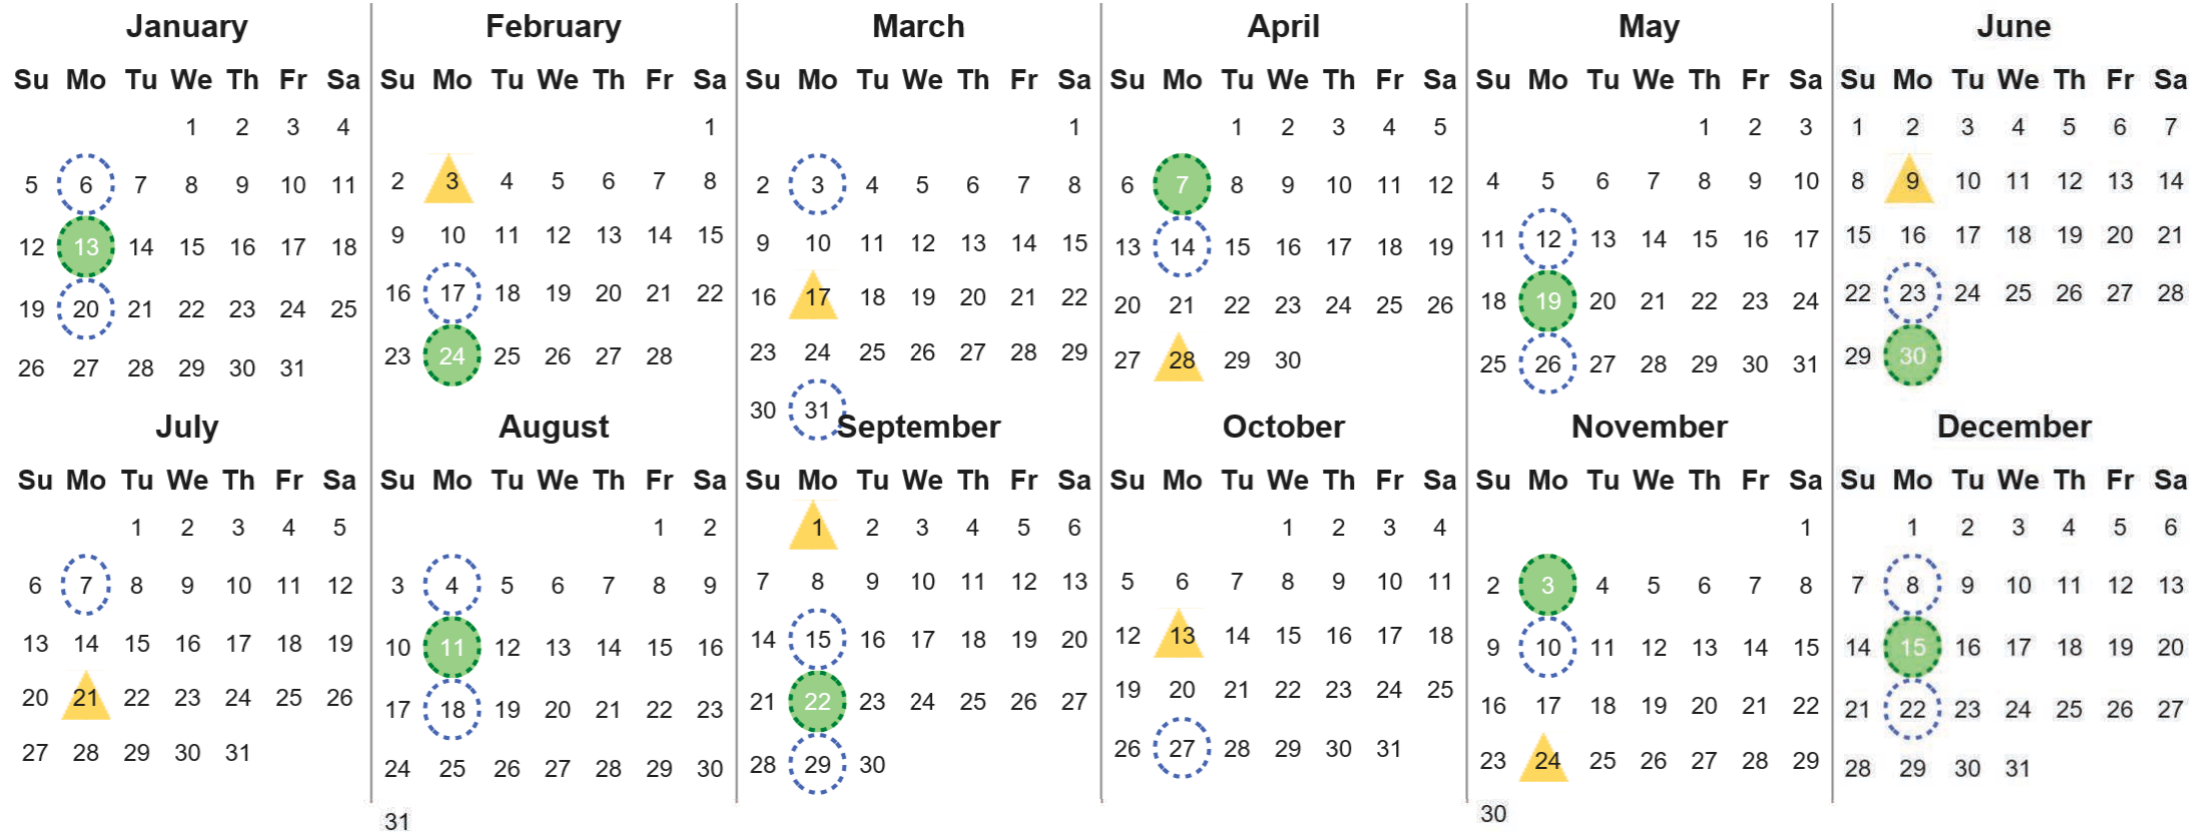 January
Su Mo Tu We Th Fr Sa
1 2 3 4
5 6 7 8 9 10 11
12 13 14 15 16 17 18
19 20 21 22 23 24 25
26 27 28 29 30 31
February
Su Mo Tu We Th Fr Sa
1
2 3 4 5 6 7 8
9 10 11 12 13 14 15
16 17 18 19 20 21 22
23 24 25 26 27 28
March
Su Mo Tu We Th Fr Sa
1
2 3 4 5 6 7 8
9 10 11 12 13 14 15
16 17 18 19 20 21 22
23 24 25 26 27 28 29
30 31
April
Su Mo Tu We Th Fr Sa
1 2 3 4 5
6 7 8 9 10 11 12
13 14 15 16 17 18 19
20 21 22 23 24 25 26
27 28 29 30
May
Su Mo Tu We Th Fr Sa
1 2 3
4 5 6 7 8 9 10
11 12 13 14 15 16 17
18 19 20 21 22 23 24
25 26 27 28 29 30 31
June
Su Mo Tu We Th Fr Sa
1 2 3 4 5 6 7
8 9 10 11 12 13 14
15 16 17 18 19 20 21
22 23 24 25 26 27 28
29 30
July
Su Mo Tu We Th Fr Sa
1 2 3 4 5
6 7 8 9 10 11 12
13 14 15 16 17 18 19
20 21 22 23 24 25 26
27 28 29 30 31
August
Su Mo Tu We Th Fr Sa
1 2
3 4 5 6 7 8 9
10 11 12 13 14 15 16
17 18 19 20 21 22 23
24 25 26 27 28 29 30
31
September
Su Mo Tu We Th Fr Sa
1 2 3 4 5 6
7 8 9 10 11 12 13
14 15 16 17 18 19 20
21 22 23 24 25 26 27
28 29 30
October
Su Mo Tu We Th Fr Sa
1 2 3 4
5 6 7 8 9 10 11
12 13 14 15 16 17 18
19 20 21 22 23 24 25
26 27 28 29 30 31
November
Su Mo Tu We Th Fr Sa
1
2 3 4 5 6 7 8
9 10 11 12 13 14 15
16 17 18 19 20 21 22
23 24 25 26 27 28 29
30
December
Su Mo Tu We Th Fr Sa
1 2 3 4 5 6
7 8 9 10 11 12 13
14 15 16 17 18 19 20
21 22 23 24 25 26 27
28 29 30 31